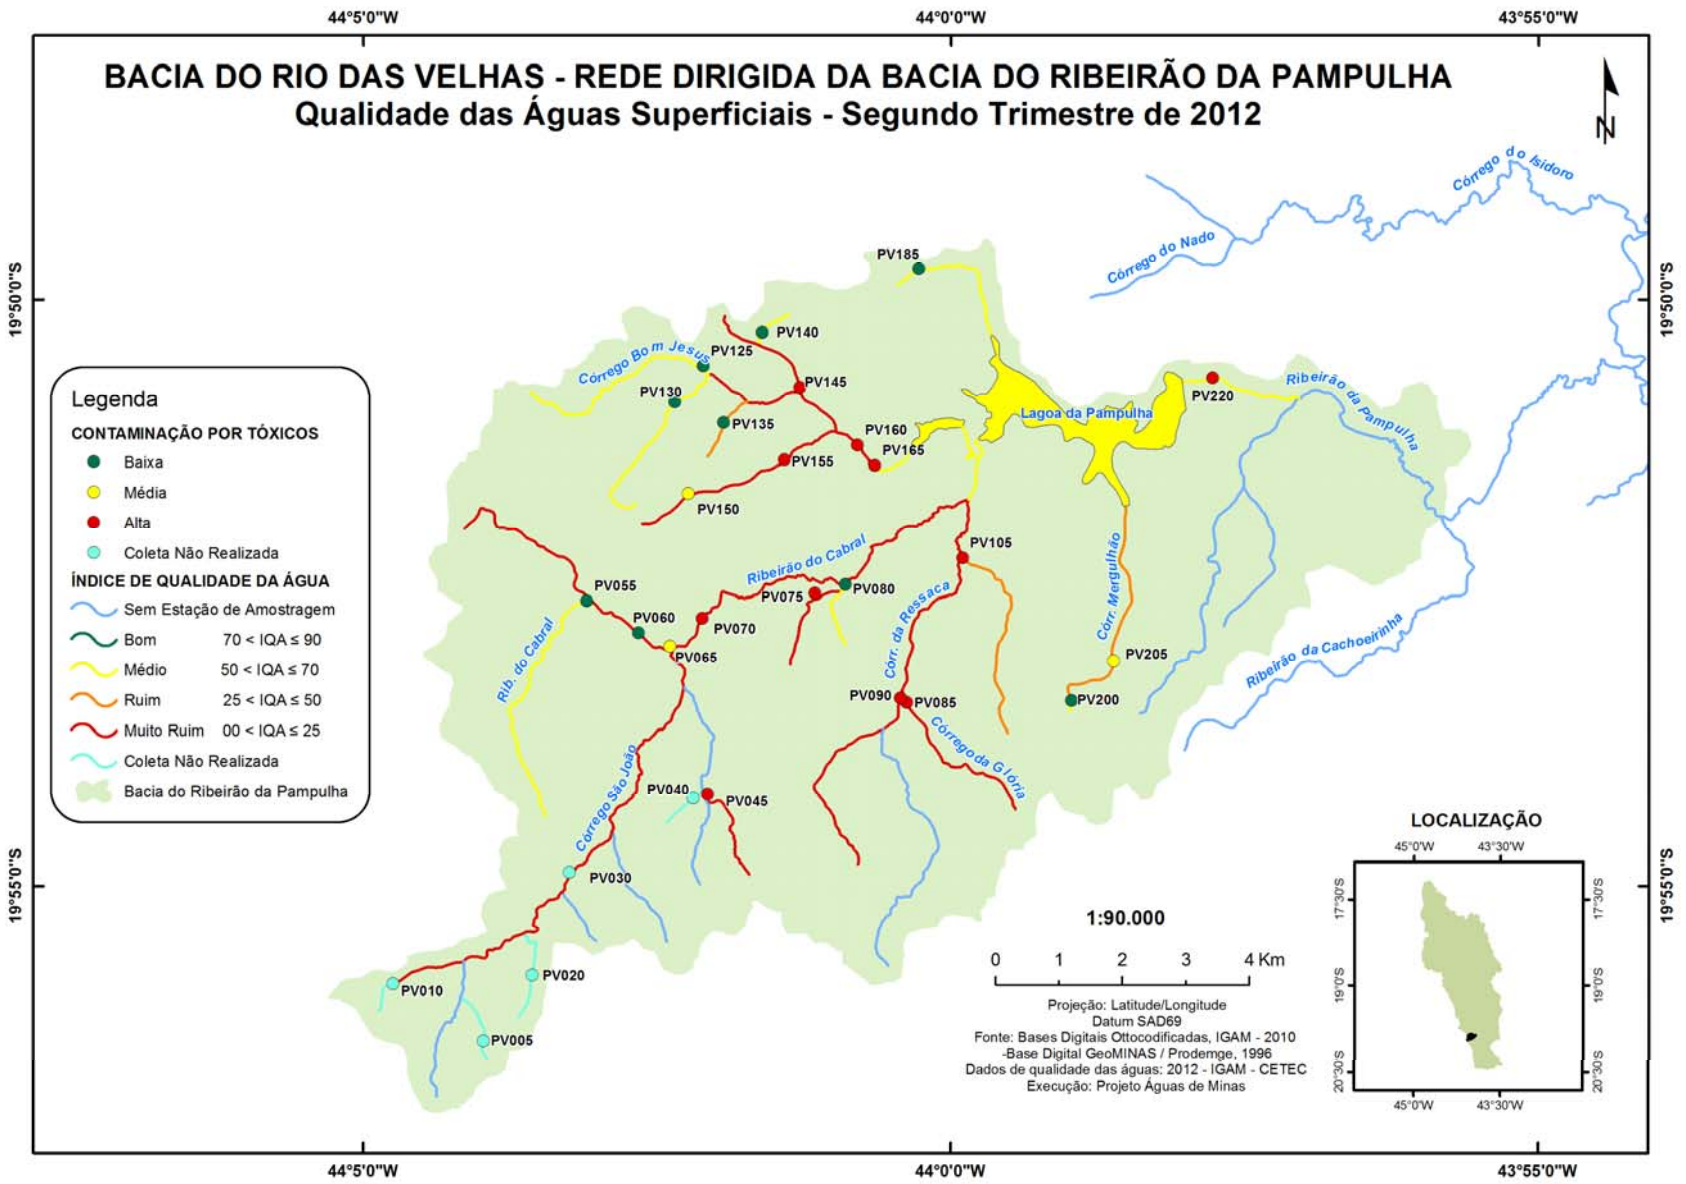 44°5'0"W
44°0'0"W
43°55'0"W
BACIA DO RIO DAS VELHAS - REDE DIRIGIDA DA BACIA DO RIBEIRÃO DA PAMPULHA
Qualidade das Águas Superficiais - Segundo Trimestre de 2012
N
Córrego do Isidoro
Córrego do Nado
19°50'0"S
19°50'0"S
PV185
PV140
PV125
Córrego Bom Jesus
PV145
PV130
PV135
PV160
PV165
PV155
PV150
Lagoa da Pampulha
PV220
Ribeirão da Pampulha
Legenda
CONTAMINAÇÃO POR TÓXICOS
Baixa
Média
Alta
Coleta Não Realizada
ÍNDICE DE QUALIDADE DA ÁGUA
Sem Estação de Amostragem
Bom 70 < IQA ≤ 90
Médio 50 < IQA ≤ 70
Ruim 25 < IQA ≤ 50
Muito Ruim 00 < IQA ≤ 25
Coleta Não Realizada
Bacia do Ribeirão da Pampulha
PV055
PV060
PV065
PV070
Ribeirão do Cabral
PV075
PV080
PV105
Córr. da Ressaca
Córr. Mergulhão
PV205
PV200
Ribeirão da Cachoeirinha
Rib. do Cabral
PV090
PV085
Córrego da Glória
Córrego São João
PV040
PV045
PV030
PV020
PV010
PV005
19°55'0"S
19°55'0"S
1:90.000
0 1 2 3 4 Km
Projeção: Latitude/Longitude
Datum SAD69
Fonte: Bases Digitais Ottocodificadas, IGAM - 2010
-Base Digital GeoMINAS / Prodemge, 1996
Dados de qualidade das águas: 2012 - IGAM - CETEC
Execução: Projeto Águas de Minas
LOCALIZAÇÃO
45°0'W
43°30'W
17°30'S
17°30'S
19°0'S
19°0'S
20°30'S
20°30'S
45°0'W
43°30'W
44°5'0"W
44°0'0"W
43°55'0"W